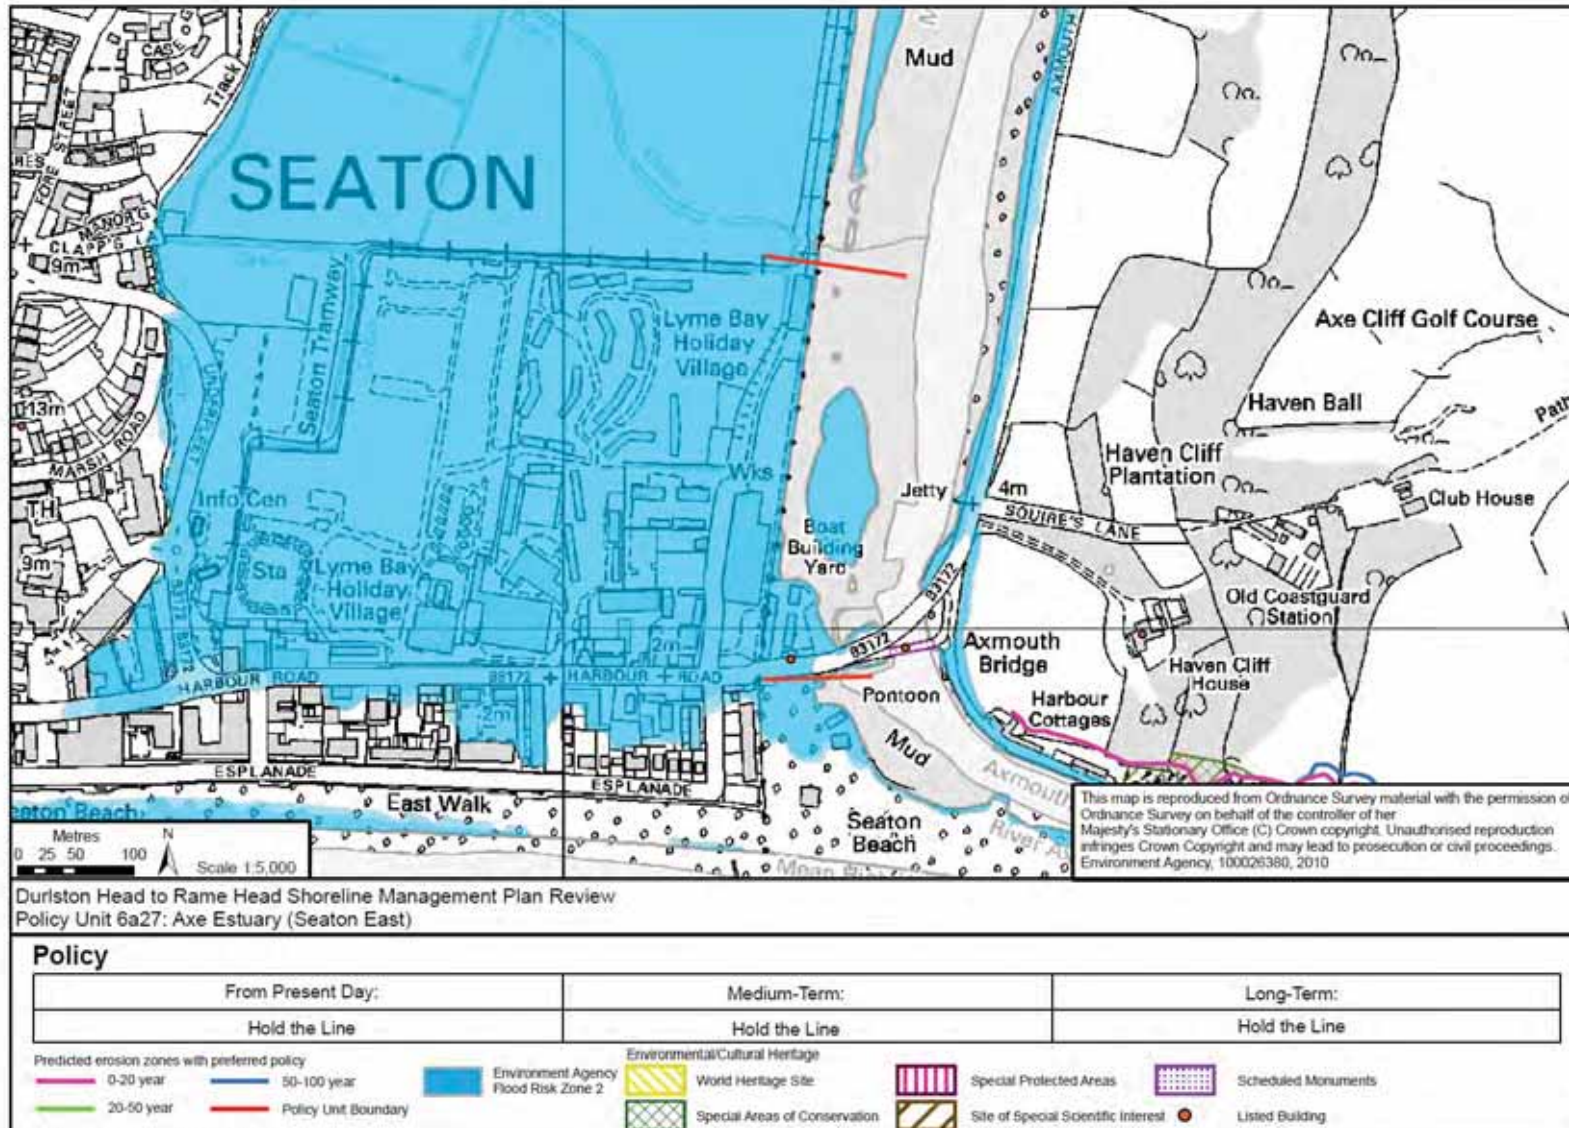 CASE
Track
FORE STREET
MANOR'G
CLAPP'S LA
9m
SEATON
Mud
AXMOUTH
Seaton Tramway
Lyme Bay
Holiday
Village
Axe Cliff Golf Course
Haven Ball
Path
13m
MARSH ROAD
UNDERFLEET
Haven Cliff
Plantation
Wks
Jetty
4m
Club House
Info Cen
SQUIRE'S LANE
TH
9m
Boat
Building
Yard
Sta
Lyme Bay
Holiday
Village
B3172
B3172
B3172
Old Coastguard
Station
2m
Axmouth
Bridge
Haven Cliff
House
HARBOUR ROAD
B3172
HARBOUR ROAD
Pontoon
Harbour
Cottages
2m
Mud
ESPLANADE
ESPLANADE
East Walk
Seaton
Beach
eaton Beach
Axmouth
River Ax
Metres
N
0 25 50 100
Scale 1:5,000
This map is reproduced from Ordnance Survey material with the permission of
Ordnance Survey on behalf of the controller of her
Majesty's Stationary Office (C) Crown copyright. Unauthorised reproduction
infringes Crown Copyright and may lead to prosecution or civil proceedings.
Environment Agency, 100026380, 2010
Durlston Head to Rame Head Shoreline Management Plan Review
Policy Unit 6a27: Axe Estuary (Seaton East)
Policy
From Present Day: Medium-Term: Long-Term:
Hold the Line Hold the Line Hold the Line
Predicted erosion zones with preferred policy
0-20 year
50-100 year
20-50 year
Policy Unit Boundary
Environment Agency
Flood Risk Zone 2
Environmental/Cultural Heritage
World Heritage Site
Special Protected Areas
Scheduled Monuments
Special Areas of Conservation
Site of Special Scientific Interest
Listed Building